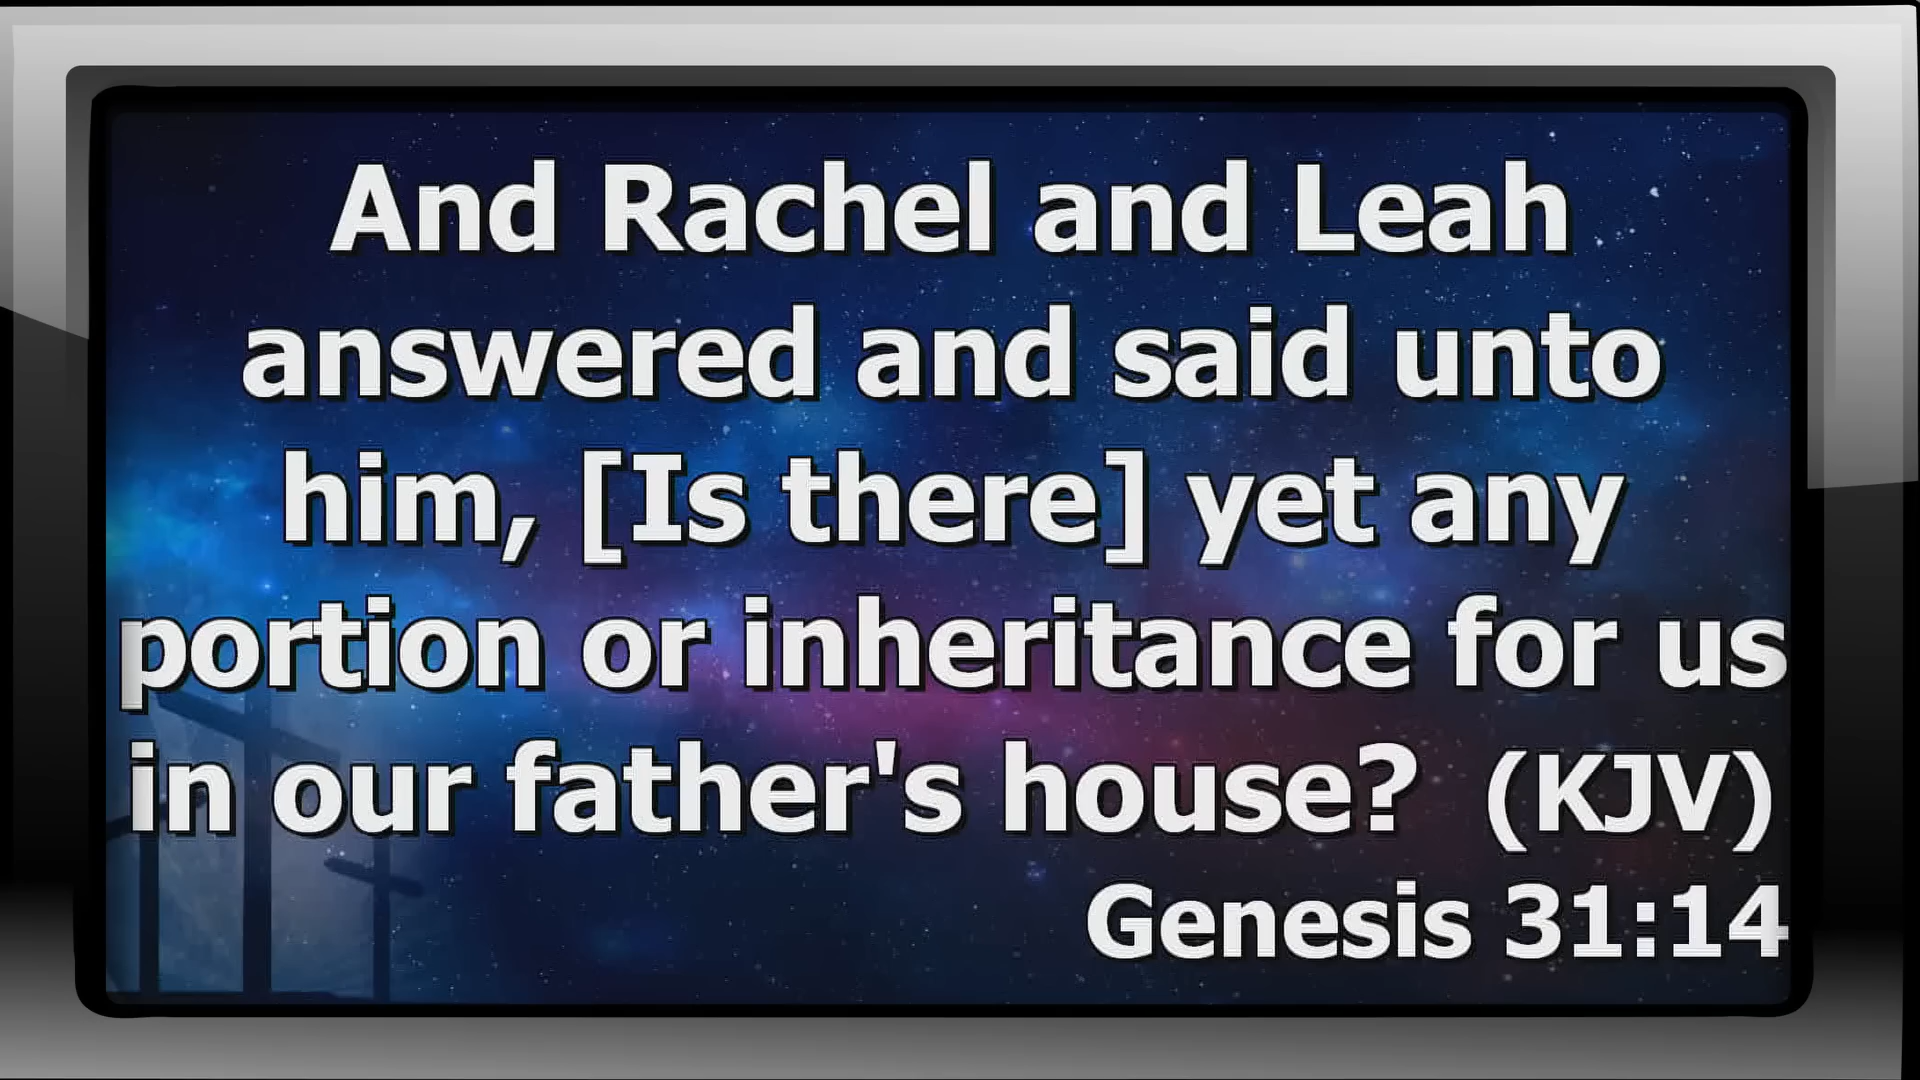 And Rachel and Leah
answered and said unto
him, [Is there] yet any
portion or inheritance for us
in our father's house?  (KJV)
Genesis 31:14